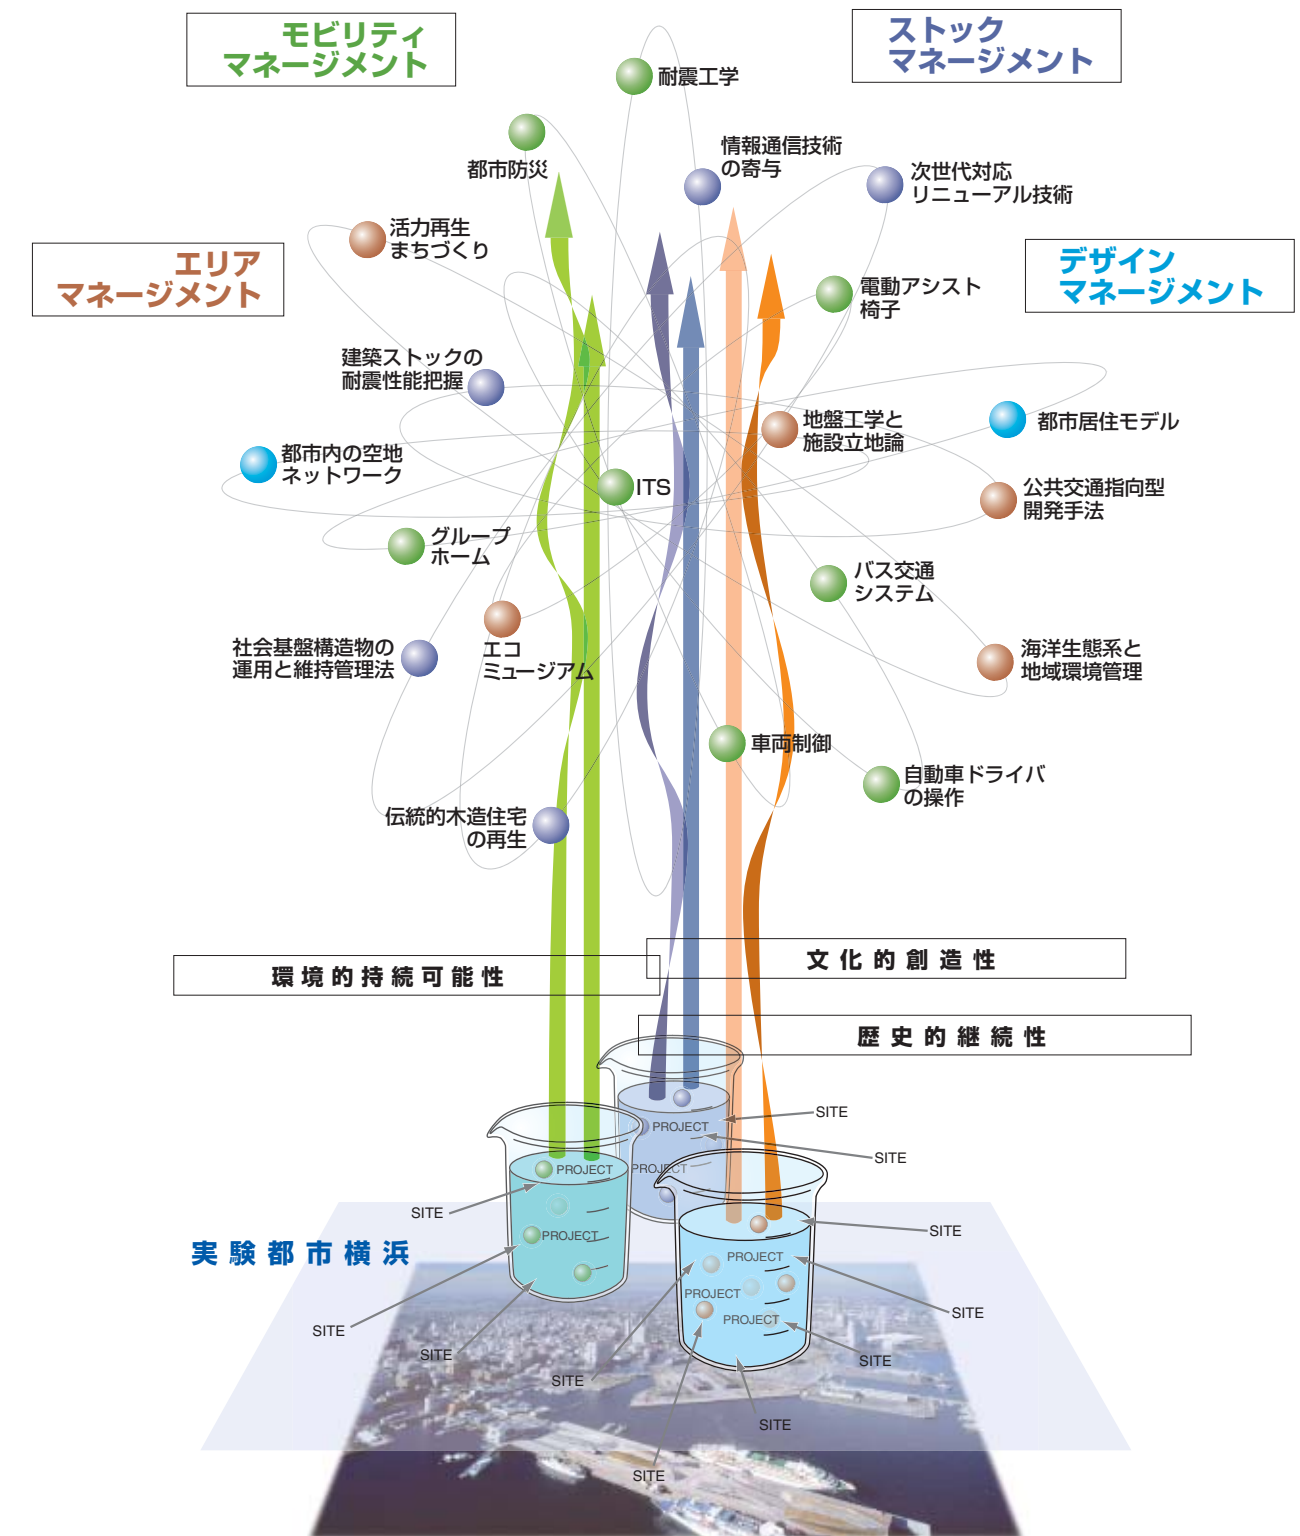 モビリティ
マネージメント
ストック
マネージメント
耐震工学
都市防災
情報通信技術
の寄与
次世代対応
リニューアル技術
活力再生
まちづくり
エリア
マネージメント
デザイン
マネージメント
電動アシスト
椅子
建築ストックの
耐震性能把握
地盤工学と
施設立地論
都市居住モデル
都市内の空地
ネットワーク
ITS
公共交通指向型
開発手法
グループ
ホーム
バス交通
システム
社会基盤構造物の
運用と維持管理法
エコ
ミュージアム
海洋生態系と
地域環境管理
車両制御
自動車ドライバ
の操作
伝統的木造住宅
の再生
文化的創造性
環境的持続可能性
歴史的継続性
SITE
PROJECT
SITE
PROJECT
PROJECT
SITE
SITE
PROJECT
実験都市横浜
PROJECT
PROJECT
SITE
PROJECT
SITE
SITE
SITE
SITE
SITE
SITE